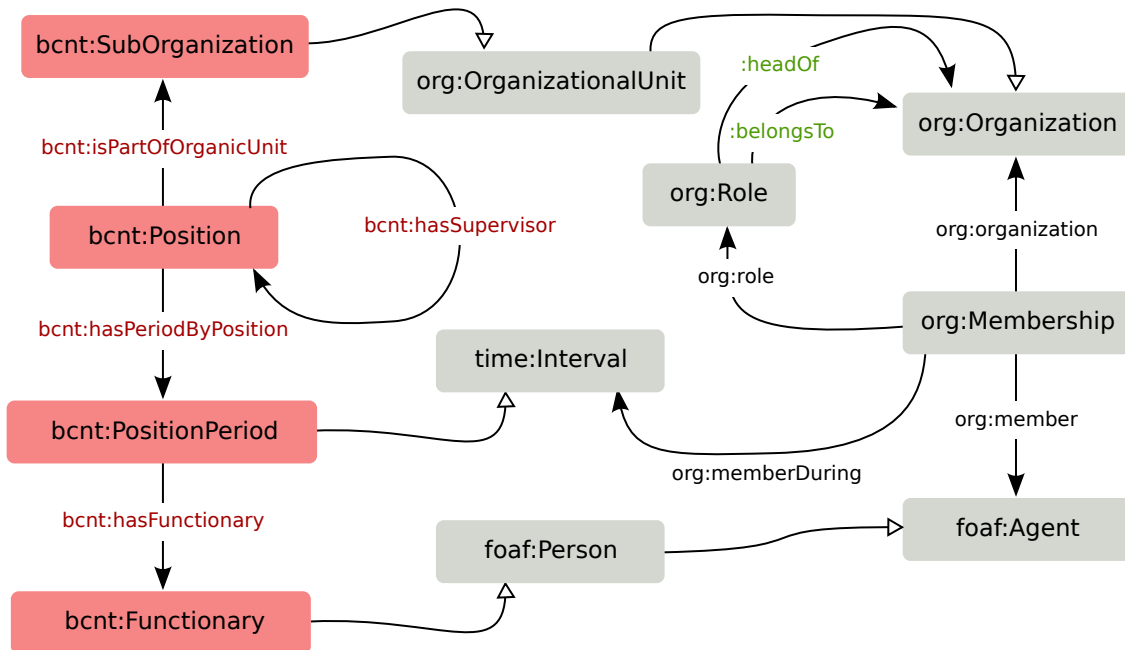 bcnt:SubOrganization
org:OrganizationalUnit
:headOf
:belongsTo
org:Organization
bcnt:isPartOfOrganicUnit
org:Role
bcnt:Position
bcnt:hasSupervisor
org:organization
org:role
bcnt:hasPeriodByPosition
org:Membership
time:Interval
bcnt:PositionPeriod
org:member
org:memberDuring
bcnt:hasFunctionary
foaf:Person
foaf:Agent
bcnt:Functionary